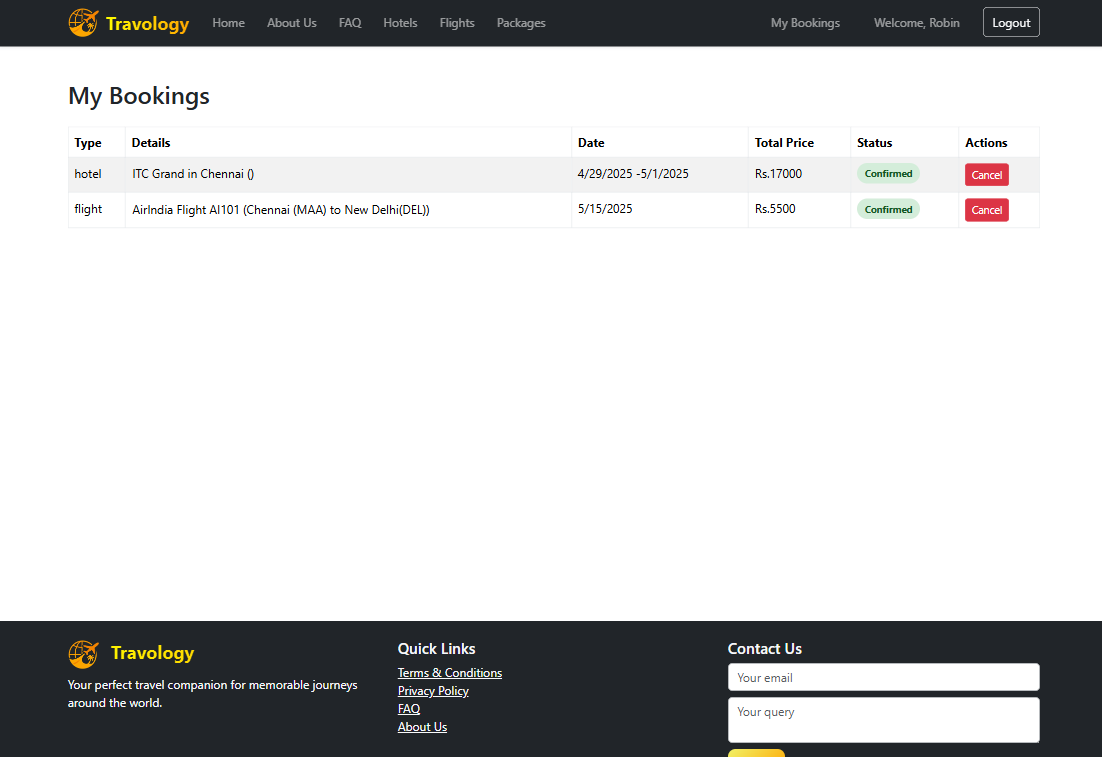 Travology Home About Us FAQ Hotels Flights Packages My Bookings Welcome, Robin Logout
My Bookings
Type Details Date Total Price Status Actions
hotel ITC Grand in Chennai () 4/29/2025 -5/1/2025 Rs.17000 Confirmed Cancel
flight AirIndia Flight AI101 (Chennai (MAA) to New Delhi(DEL)) 5/15/2025 Rs.5500 Confirmed Cancel
Travology
Your perfect travel companion for memorable journeys
around the world.
Quick Links
Terms & Conditions
Privacy Policy
FAQ
About Us
Contact Us
Your email
Your query